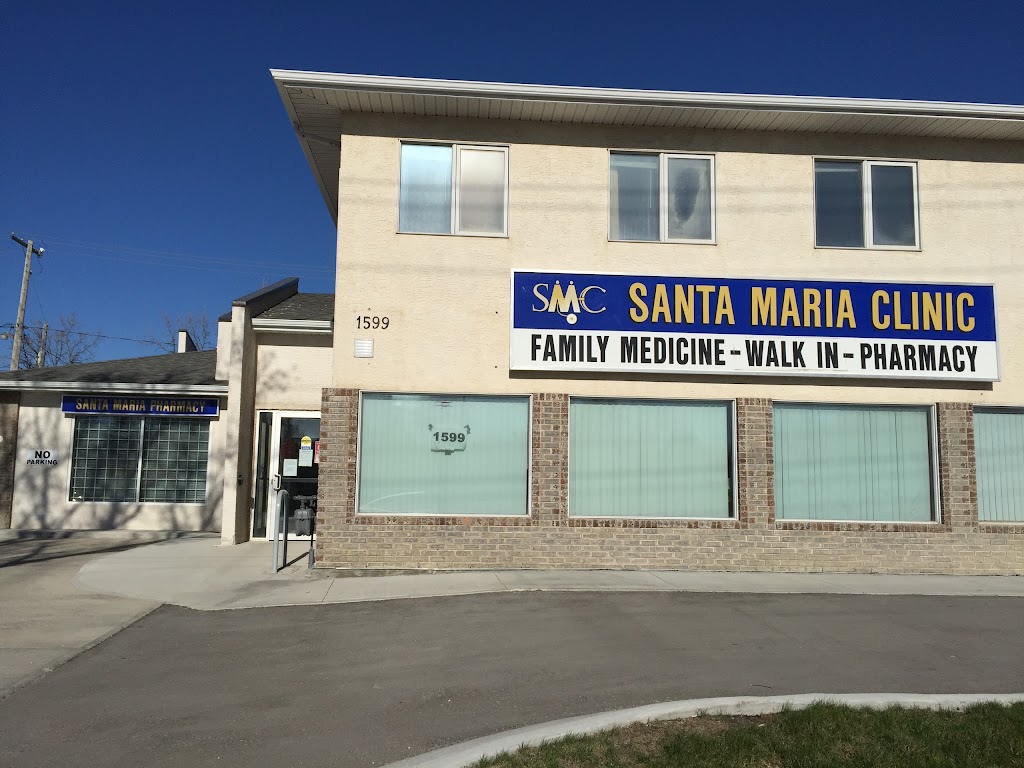 1599
SMC SANTA MARIA CLINIC
FAMILY MEDICINE - WALK IN - PHARMACY
SANTA MARIA PHARMACY
NO
PARKING
1599